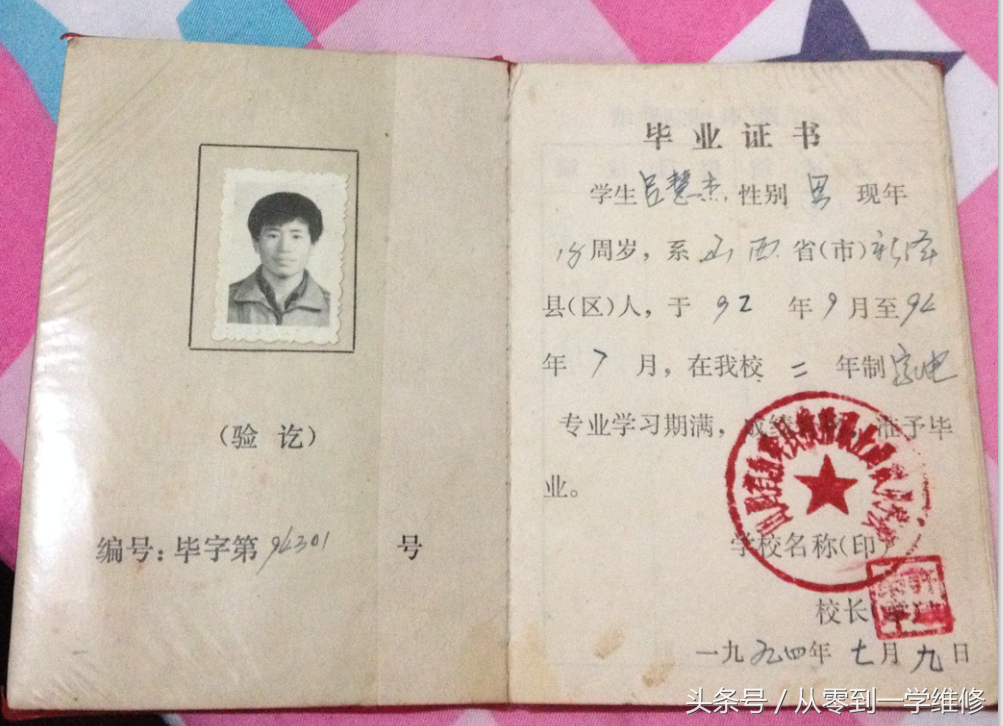 （验讫）
编号：毕字第94301号
毕业证书
学生吕慧杰性别男现年
18周岁，系山西省（市）新绛
县（区）人，于92年9月至94
年7月，在我校二年制家电
专业学习期满，成绩 准予毕
业。
学校名称（印）
校长
一九九四年七月九日
头条号 / 从零到一学维修